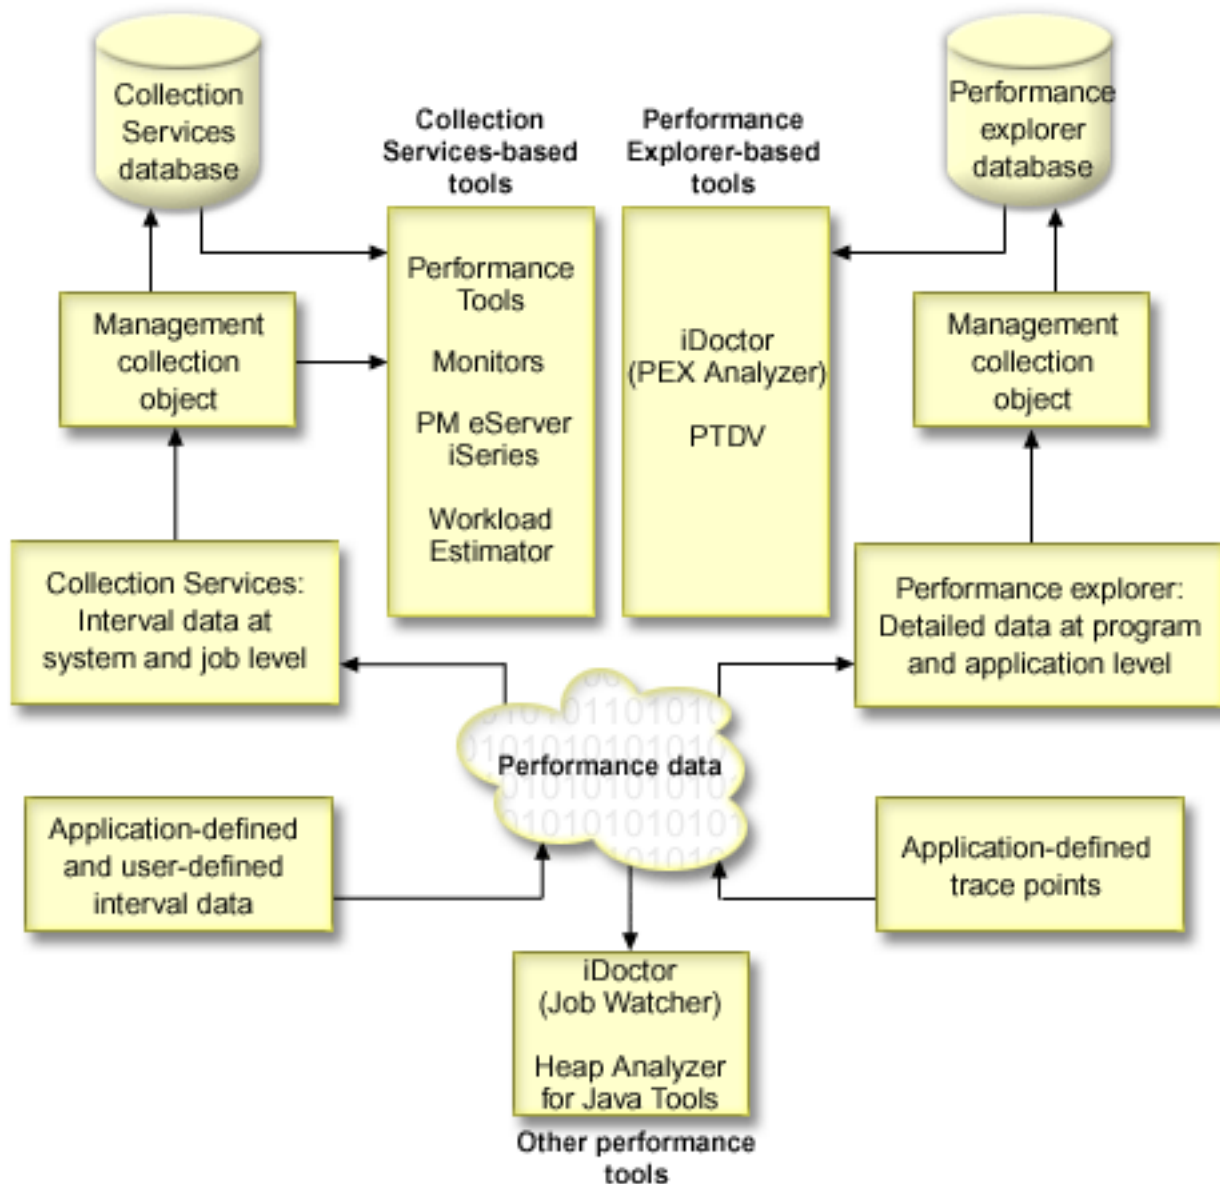 Collection
Services
database
Performance
explorer
database
Collection
Services-based
tools
Performance
Explorer-based
tools
Management
collection
object
Performance
Tools
Monitors
PM eServer
iSeries
Workload
Estimator
iDoctor
(PEX Analyzer)
PTDV
Management
collection
object
Collection Services:
Interval data at
system and job level
Performance explorer:
Detailed data at program
and application level
Performance data
Application-defined
and user-defined
interval data
Application-defined
trace points
iDoctor
(Job Watcher)
Heap Analyzer
for Java Tools
Other performance
tools